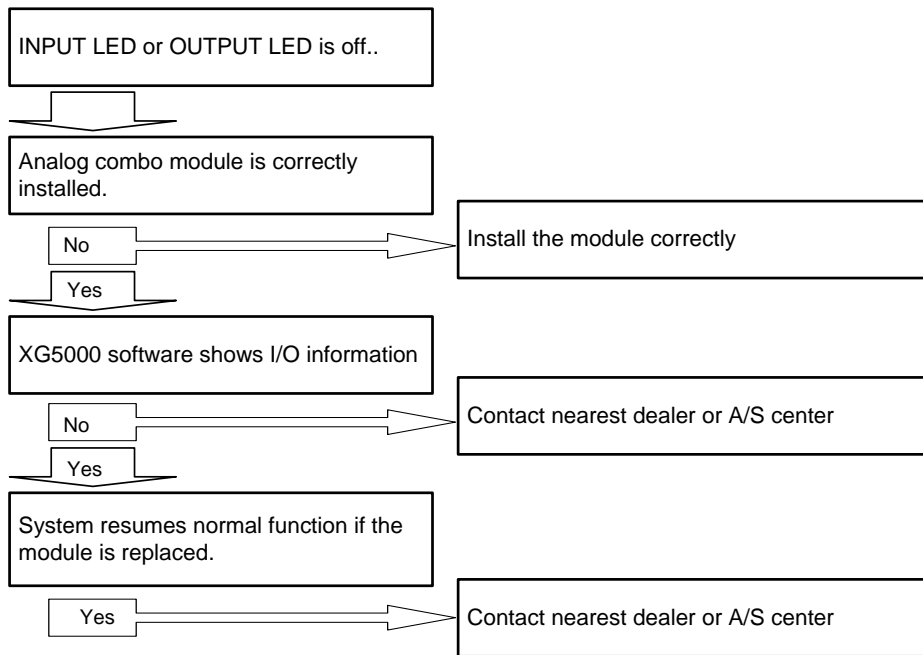 INPUT LED or OUTPUT LED is off..
Analog combo module is correctly
installed.
No
Install the module correctly
Yes
XG5000 software shows I/O information
No
Contact nearest dealer or A/S center
Yes
System resumes normal function if the
module is replaced.
Yes
Contact nearest dealer or A/S center